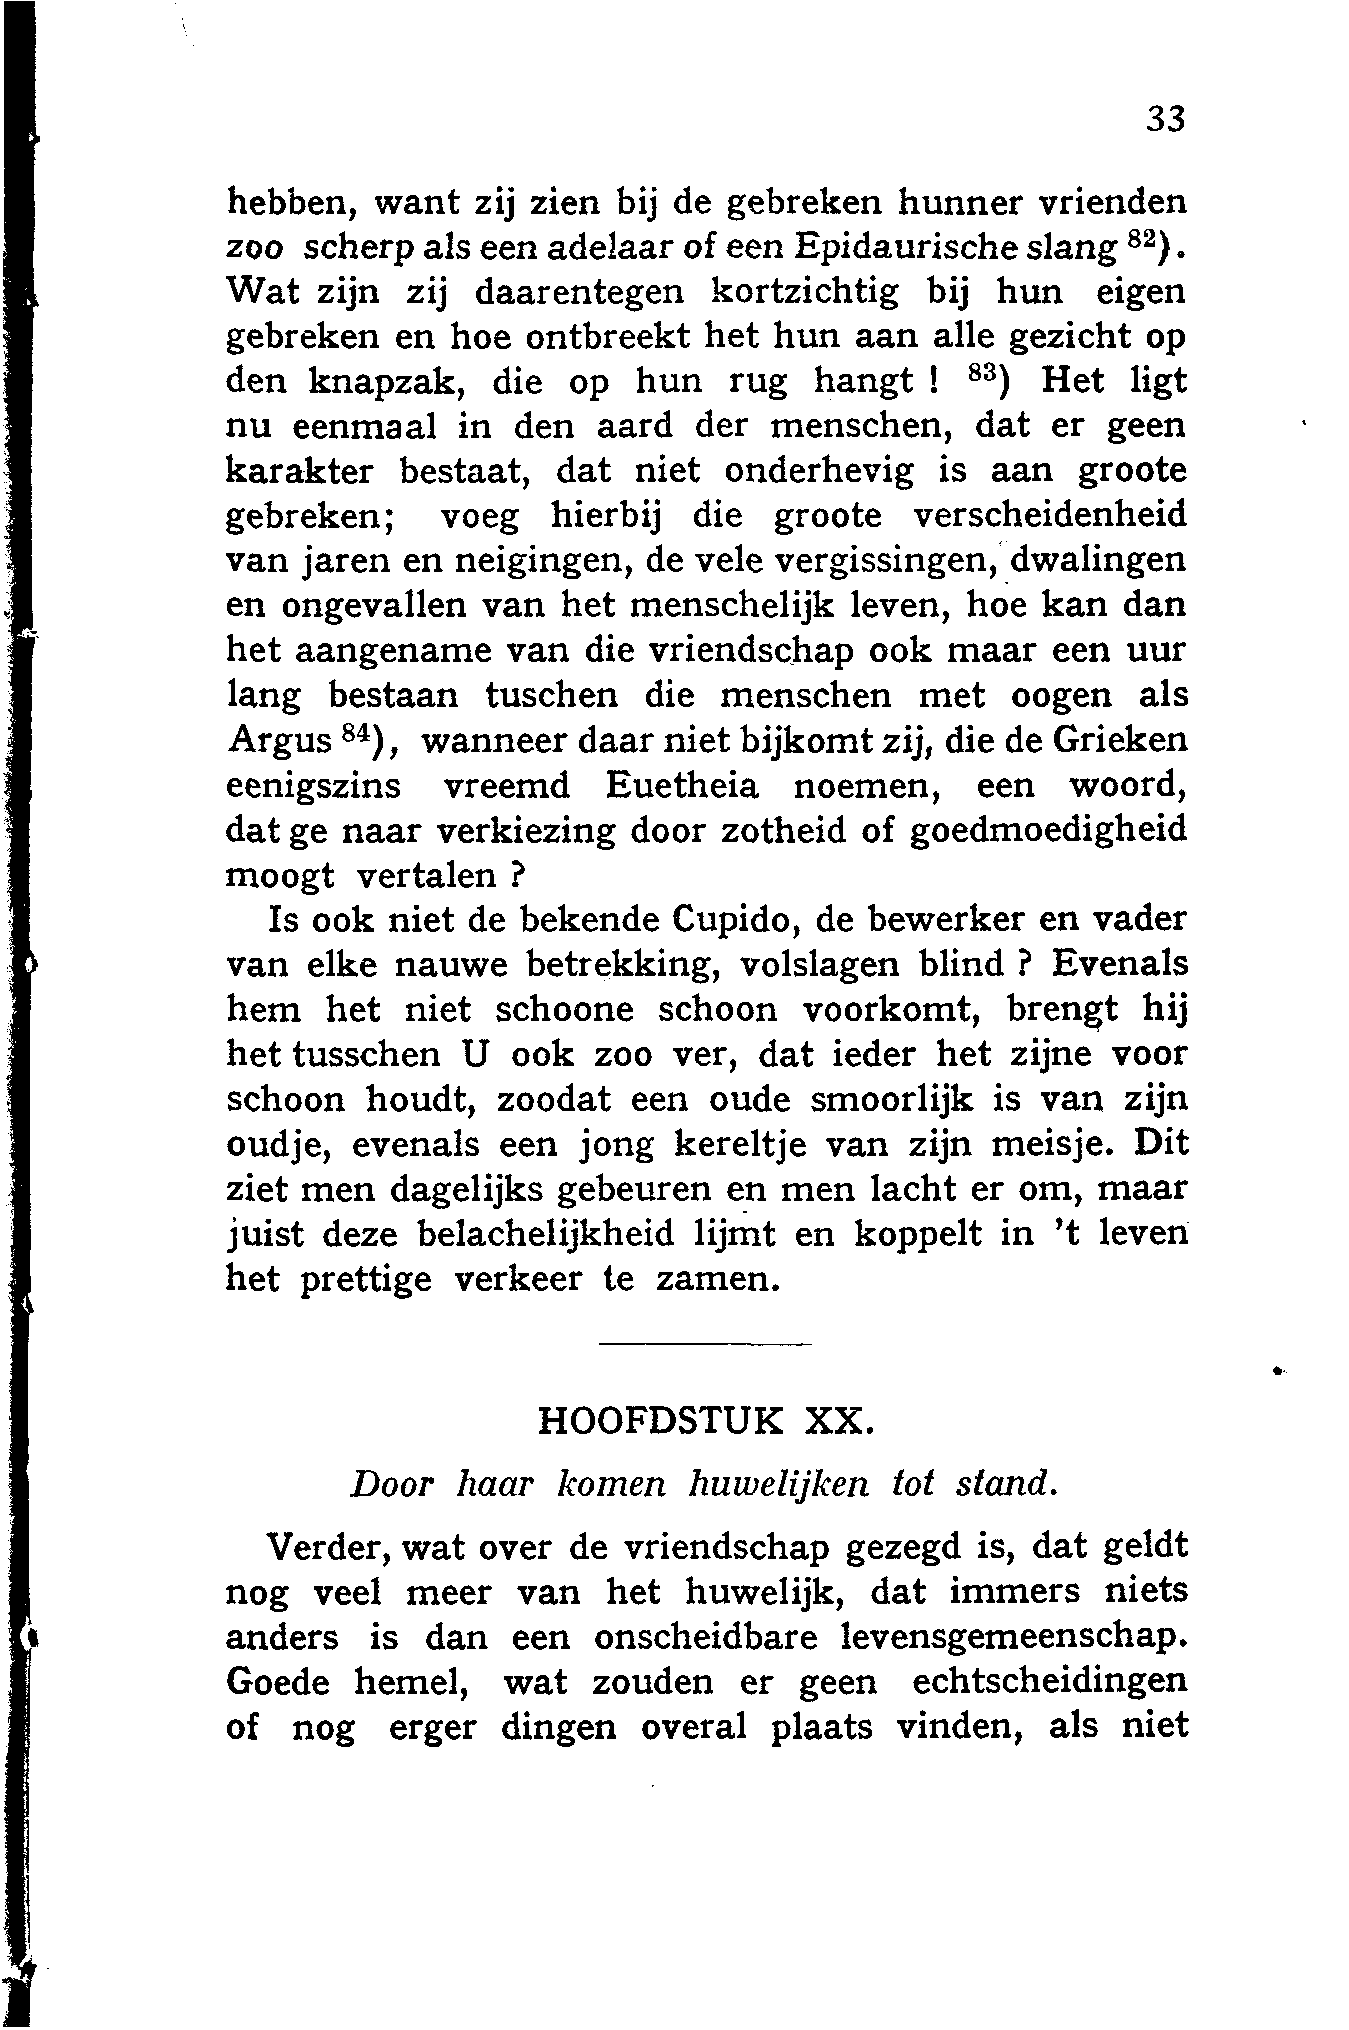 33
hebben, want zij zien bij de gebreken hunner vrienden
zoo scherp als een adelaar of een Epidaurische slang ⁸²).
Wat zijn zij daarentegen kortzichtig bij hun eigen
gebreken en hoe ontbreekt het hun aan alle gezicht op
den knapzak, die op hun rug hangt ! ⁸³) Het ligt
nu eenmaal in den aard der menschen, dat er geen
karakter bestaat, dat niet onderhevig is aan groote
gebreken; voeg hierbij die groote verscheidenheid
van jaren en neigingen, de vele vergissingen, dwalingen
en ongevallen van het menschelijk leven, hoe kan dan
het aangename van die vriendschap ook maar een uur
lang bestaan tuschen die menschen met oogen als
Argus ⁸⁴), wanneer daar niet bijkomt zij, die de Grieken
eenigszins vreemd Euetheia noemen, een woord,
dat ge naar verkiezing door zotheid of goedmoedigheid
moogt vertalen ?
Is ook niet de bekende Cupido, de bewerker en vader
van elke nauwe betrekking, volslagen blind ? Evenals
hem het niet schoone schoon voorkomt, brengt hij
het tusschen U ook zoo ver, dat ieder het zijne voor
schoon houdt, zoodat een oude smoorlijk is van zijn
oudje, evenals een jong kereltje van zijn meisje. Dit
ziet men dagelijks gebeuren en men lacht er om, maar
juist deze belachelijkheid lijmt en koppelt in 't leven
het prettige verkeer te zamen.
HOOFDSTUK XX.
Door haar komen huwelijken tot stand.
Verder, wat over de vriendschap gezegd is, dat geldt
nog veel meer van het huwelijk, dat immers niets
anders is dan een onscheidbare levensgemeenschap.
Goede hemel, wat zouden er geen echtscheidingen
of nog erger dingen overal plaats vinden, als niet